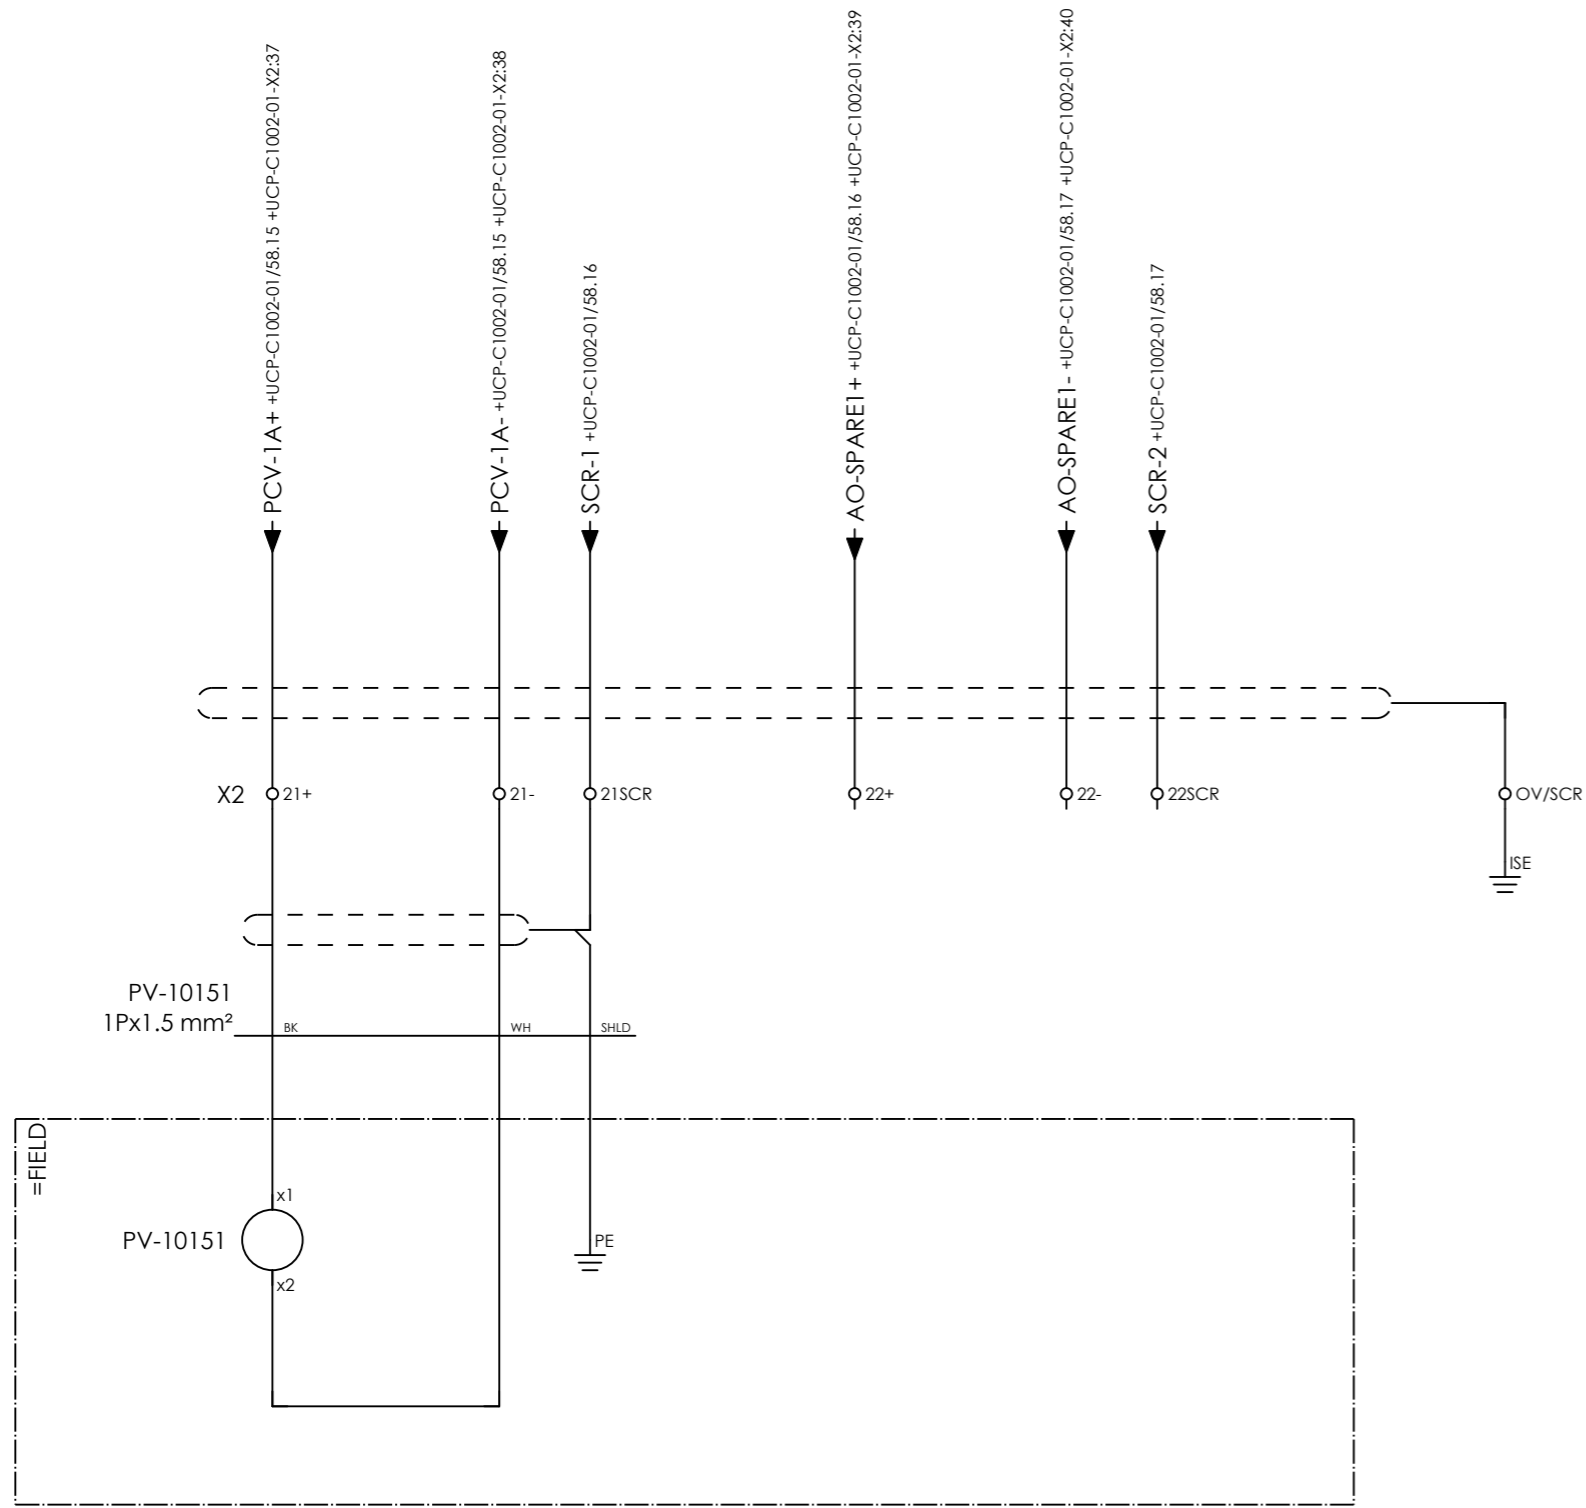 PCV-1A+ +UCP-C1002-01/58.15 +UCP-C1002-01-X2:37
PCV-1A- +UCP-C1002-01/58.15 +UCP-C1002-01-X2:38
SCR-1 +UCP-C1002-01/58.16
AO-SPARE1+ +UCP-C1002-01/58.16 +UCP-C1002-01-X2:39
AO-SPARE1- +UCP-C1002-01/58.17 +UCP-C1002-01-X2:40
SCR-2 +UCP-C1002-01/58.17
X2 21+ 21- 21SCR 22+ 22- 22SCR OV/SCR
ISE
PV-10151
1Px1.5 mm²
BK WH SHLD
=FIELD
x1
PV-10151
x2
PE